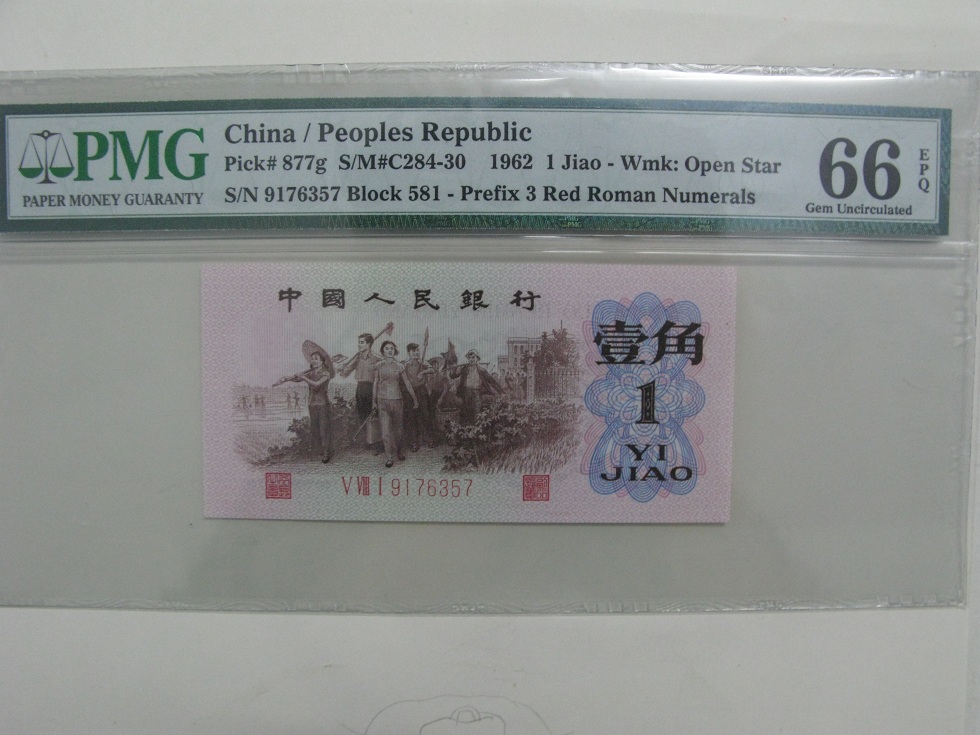 PMG
PAPER MONEY GUARANTY
China / Peoples Republic
Pick# 877g S/M#C284-30 1962 1 Jiao - Wmk: Open Star
S/N 9176357 Block 581 - Prefix 3 Red Roman Numerals
66 EPQ
Gem Uncirculated
中國人民銀行
壹角
1
YI
JIAO
V VIII I 9176357